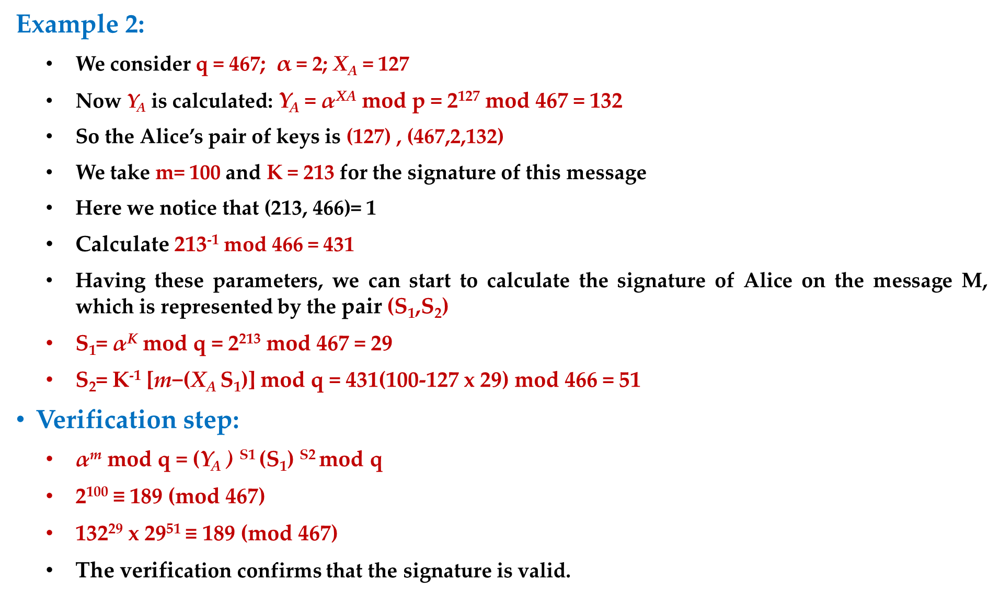 Example 2:
• We consider q = 467; α = 2; X_A = 127
• Now Y_A is calculated: Y_A = α^XA mod p = 2^127 mod 467 = 132
• So the Alice’s pair of keys is (127) , (467,2,132)
• We take m= 100 and K = 213 for the signature of this message
• Here we notice that (213, 466)= 1
• Calculate 213^-1 mod 466 = 431
• Having these parameters, we can start to calculate the signature of Alice on the message M,
which is represented by the pair (S_1,S_2)
• S_1= α^K mod q = 2^213 mod 467 = 29
• S_2= K^-1 [m−(X_A S_1)] mod q = 431(100-127 x 29) mod 466 = 51
• Verification step:
• α^m mod q = (Y_A ) ^S1 (S_1) ^S2 mod q
• 2^100 ≡ 189 (mod 467)
• 132^29 x 29^51 ≡ 189 (mod 467)
• The verification confirms that the signature is valid.